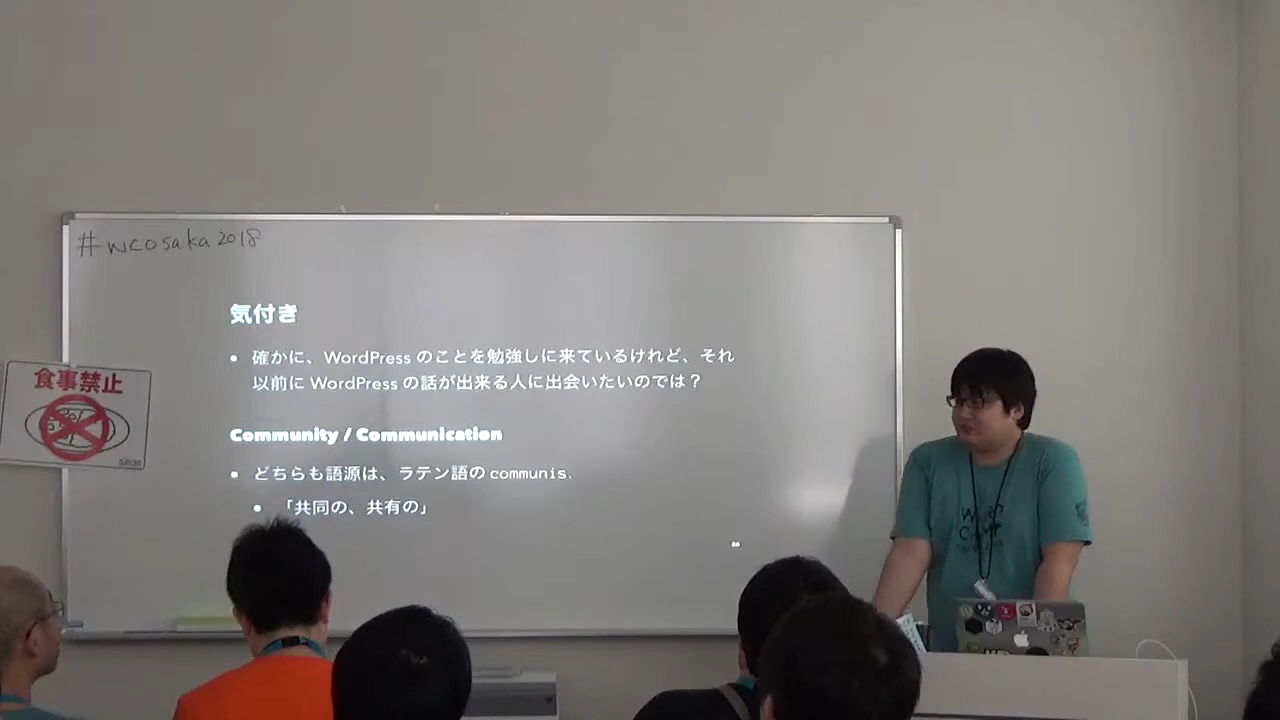 #wcosaka2018
気付き
• 確かに、WordPress のことを勉強しに来ているけれど、それ
以前に WordPress の話が出来る人に出会いたいのでは？
Community / Communication
• どちらも語源は、ラテン語の communis.
• 「共同の、共有の」
食事禁止